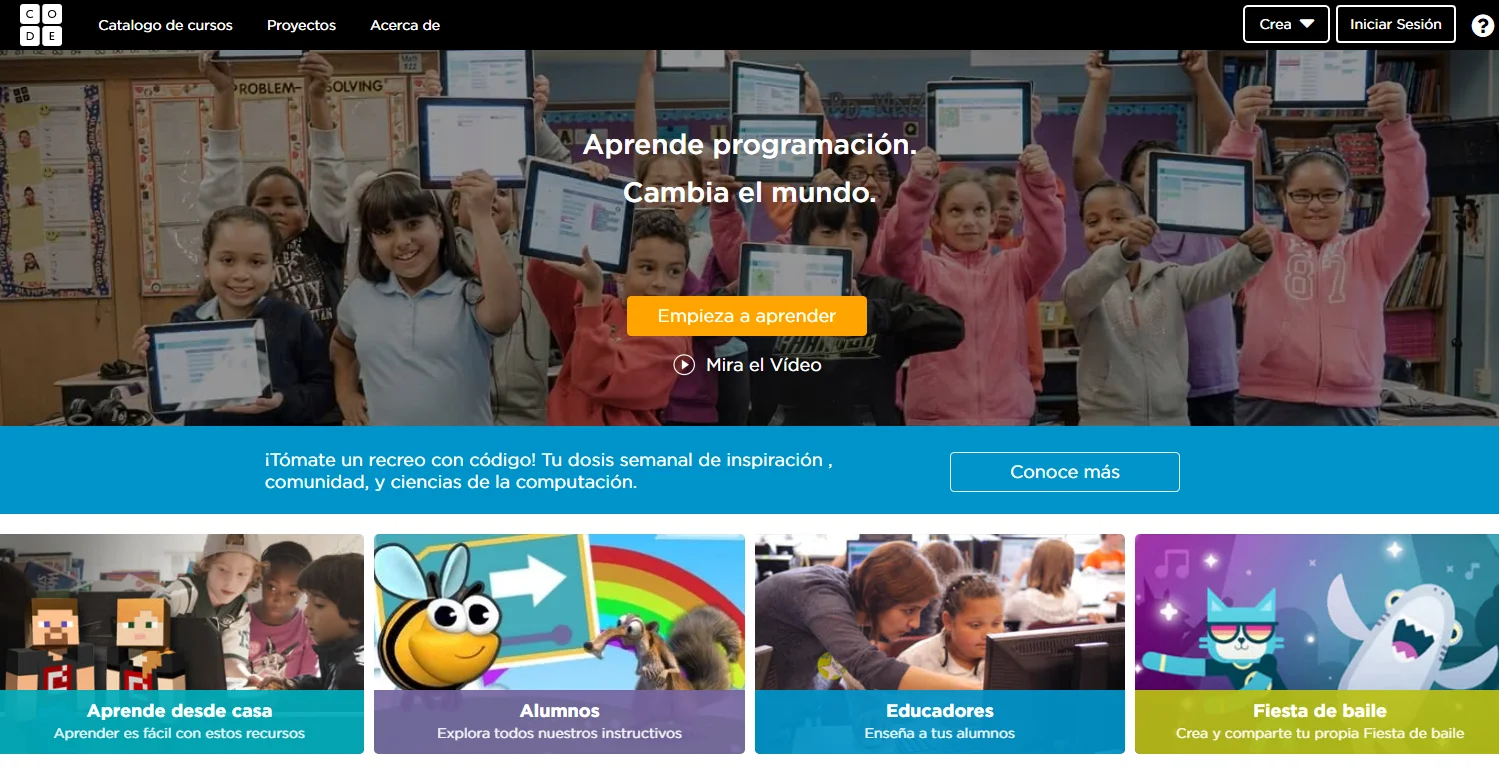 C O
D E
Catalogo de cursos
Proyectos
Acerca de
Crea
Iniciar Sesión
?
PROBLEM-SOLVING
Aprende programación.
Cambia el mundo.
87
Empieza a aprender
Mira el Vídeo
¡Tómate un recreo con código! Tu dosis semanal de inspiración ,
comunidad, y ciencias de la computación.
Conoce más
Aprende desde casa
Aprender es fácil con estos recursos
Alumnos
Explora todos nuestros instructivos
Educadores
Enseña a tus alumnos
Fiesta de baile
Crea y comparte tu propia Fiesta de baile